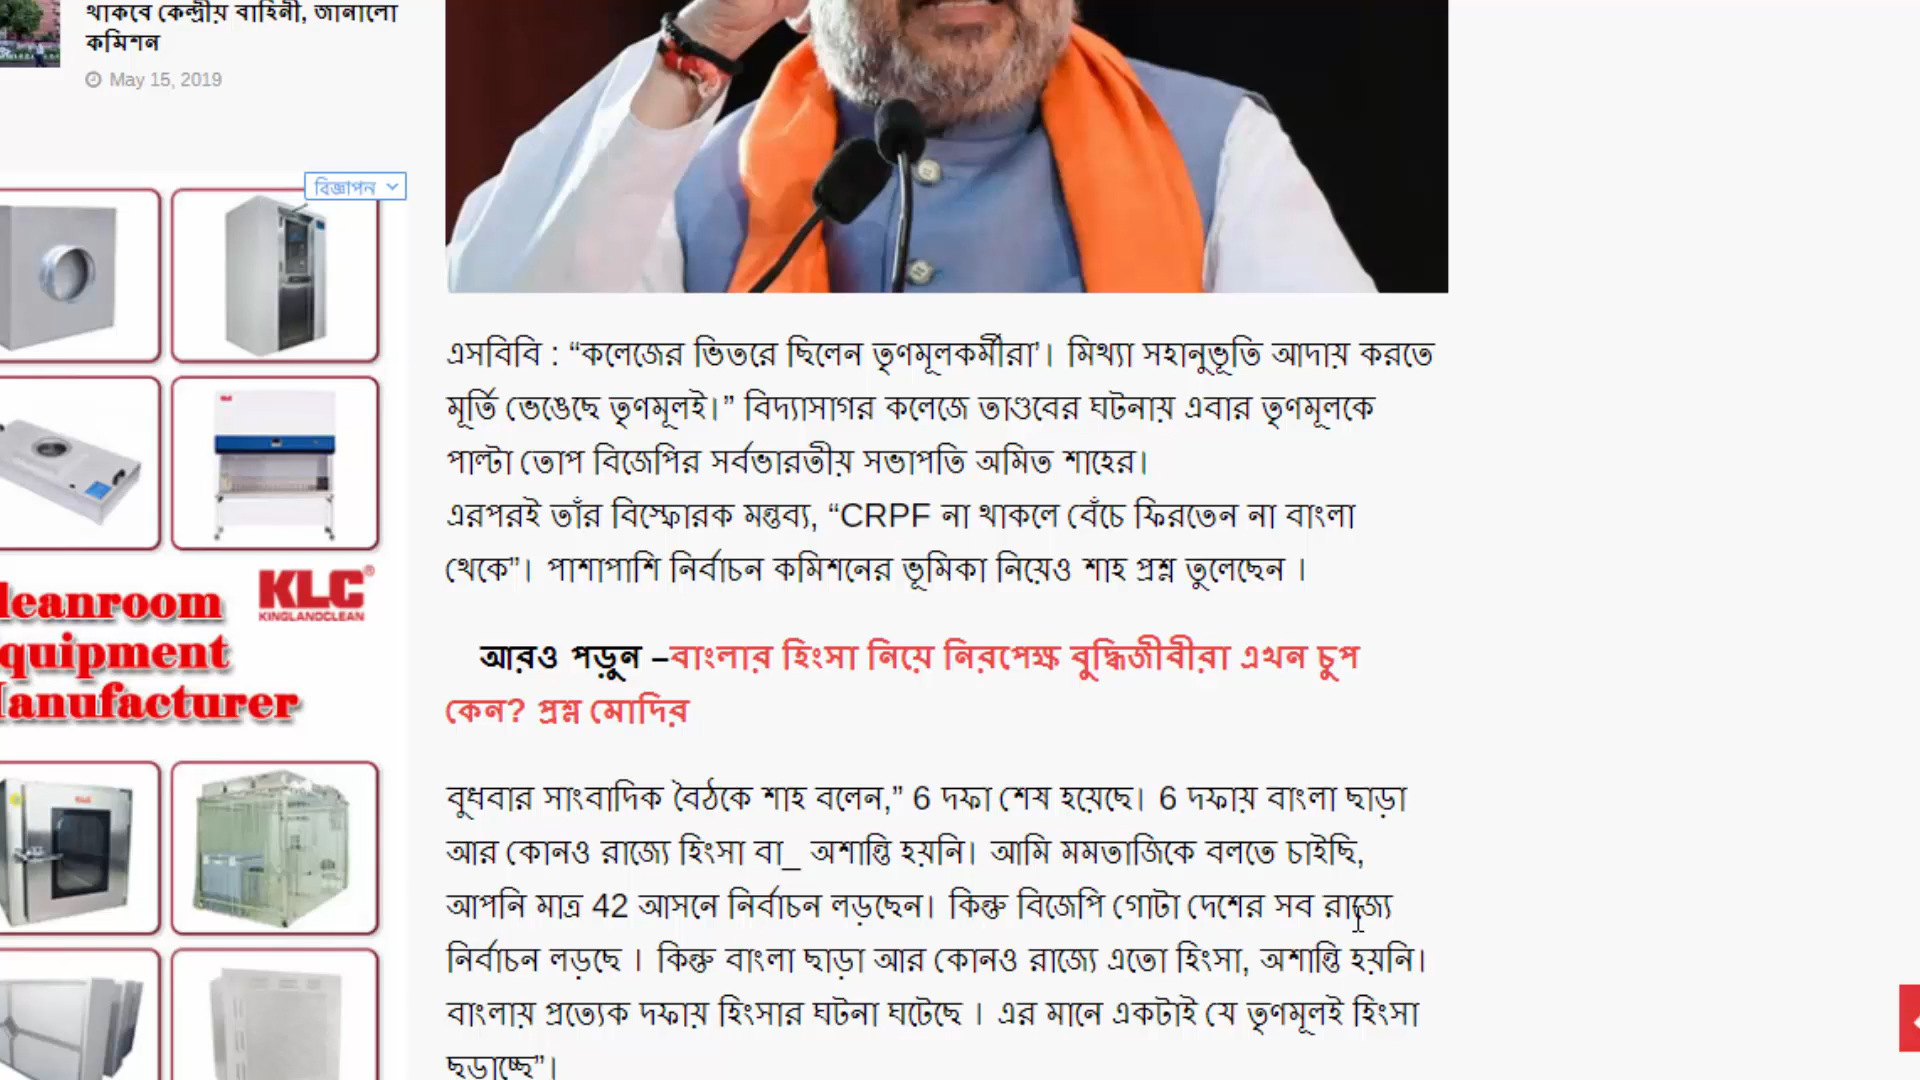 থাকবে কেন্দ্রীয় বাহিনী, জানালো
কমিশন
May 15, 2019
বিজ্ঞাপন
KLC®
KINGLANDCLEAN
leanroom
quipment
anufacturer
এসবিবি : “কলেজের ভিতরে ছিলেন তৃণমূলকর্মীরা’। মিথ্যা সহানুভূতি আদায় করতে
মূর্তি ভেঙেছে তৃণমূলই।” বিদ্যাসাগর কলেজে তাণ্ডবের ঘটনায় এবার তৃণমূলকে
পাল্টা তোপ বিজেপির সর্বভারতীয় সভাপতি অমিত শাহের।
এরপরই তাঁর বিস্ফোরক মন্তব্য, “CRPF না থাকলে বেঁচে ফিরতেন না বাংলা
থেকে”। পাশাপাশি নির্বাচন কমিশনের ভূমিকা নিয়েও শাহ প্রশ্ন তুলেছেন ।
আরও পড়ুন –বাংলার হিংসা নিয়ে নিরপেক্ষ বুদ্ধিজীবীরা এখন চুপ
কেন? প্রশ্ন মোদির
বুধবার সাংবাদিক বৈঠকে শাহ বলেন,” 6 দফা শেষ হয়েছে। 6 দফায় বাংলা ছাড়া
আর কোনও রাজ্যে হিংসা বা_ অশান্তি হয়নি। আমি মমতাজিকে বলতে চাইছি,
আপনি মাত্র 42 আসনে নির্বাচন লড়ছেন। কিন্তু বিজেপি গোটা দেশের সব রাজ্যে
নির্বাচন লড়ছে । কিন্তু বাংলা ছাড়া আর কোনও রাজ্যে এতো হিংসা, অশান্তি হয়নি।
বাংলায় প্রত্যেক দফায় হিংসার ঘটনা ঘটেছে । এর মানে একটাই যে তৃণমূলই হিংসা
ছড়াচ্ছে”।